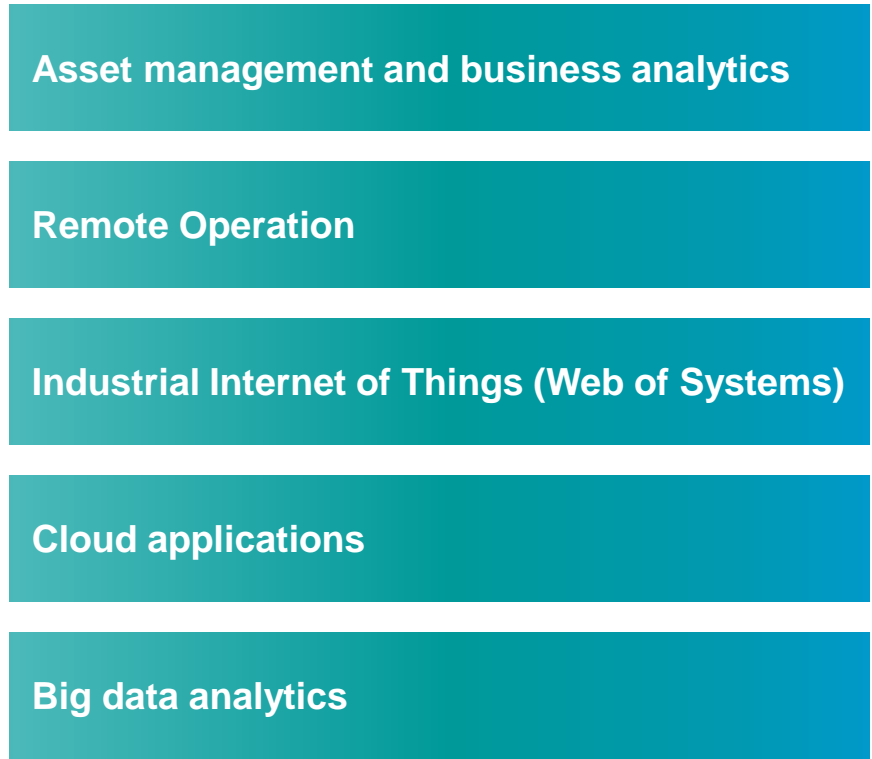 Asset management and business analytics
Remote Operation
Industrial Internet of Things (Web of Systems)
Cloud applications
Big data analytics